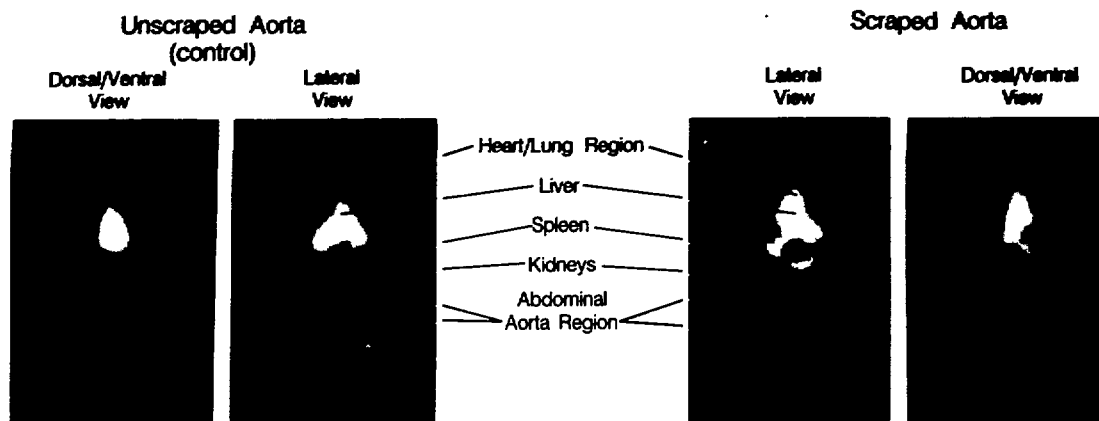 Unscraped Aorta
(control)
Dorsal/Ventral
View
Lateral
View
Scraped Aorta
Lateral
View
Dorsal/Ventral
View
Heart/Lung Region
Liver
Spleen
Kidneys
Abdominal
Aorta Region